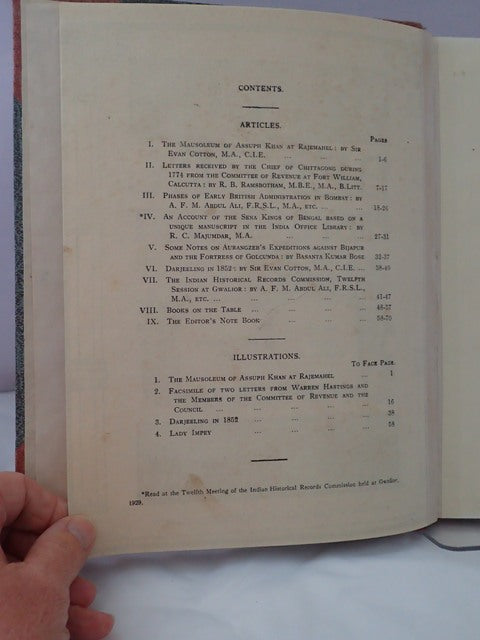 CONTENTS.
ARTICLES.
PAGES
I. THE MAUSOLEUM OF ASSUPH KHAN AT RAJEMAHEL: BY SIR
EVAN COTTON, M.A., C.I.E. ... ... ... 1-6
II. LETTERS RECEIVED BY THE CHIEF OF CHITTAGONG DURING
1774 FROM THE COMMITTEE OF REVENUE AT FORT WILLIAM,
CALCUTTA: BY R. B. RAMSBOTHAM, M.B.E., M.A., B.LITT. 7-17
III. PHASES OF EARLY BRITISH ADMINISTRATION IN BOMBAY: BY
A. F. M. ABDUL ALI, F.R.S.L., M.A., ETC. ... ... 18-26
*IV. AN ACCOUNT OF THE SENA KINGS OF BENGAL BASED ON A
UNIQUE MANUSCRIPT IN THE INDIA OFFICE LIBRARY: BY
R. C. MAJUMDAR, M.A. ... ... ... 27-31
V. SOME NOTES ON AURANGZEB'S EXPEDITIONS AGAINST BIJAPUR
AND THE FORTRESS OF GOLCUNDA: BY BASANTA KUMAR BOSE 32-37
VI. DARJEELING IN 1852: BY SIR EVAN COTTON, M.A., C.I.E. ... 38-40
VII. THE INDIAN HISTORICAL RECORDS COMMISSION, TWELFTH
SESSION AT GWALIOR: BY A. F. M. ABDUL ALI, F.R.S.L.,
M.A., ETC. ... ... ... ... 41-47
VIII. BOOKS ON THE TABLE ... ... ... ... 48-57
IX. THE EDITOR'S NOTE BOOK ... ... ... 58-70
ILLUSTRATIONS.
TO FACE PAGE.
1. THE MAUSOLEUM OF ASSUPH KHAN AT RAJEMAHEL ... 1
2. FACSIMILE OF TWO LETTERS FROM WARREN HASTINGS AND
THE MEMBERS OF THE COMMITTEE OF REVENUE AND THE
COUNCIL ... ... ... ... 16
3. DARJEELING IN 1852 ... ... ... ... 38
4. LADY IMPEY ... ... ... ... 58
*Read at the Twelfth Meeting of the Indian Historical Records Commission held at Gwalior,
1929.